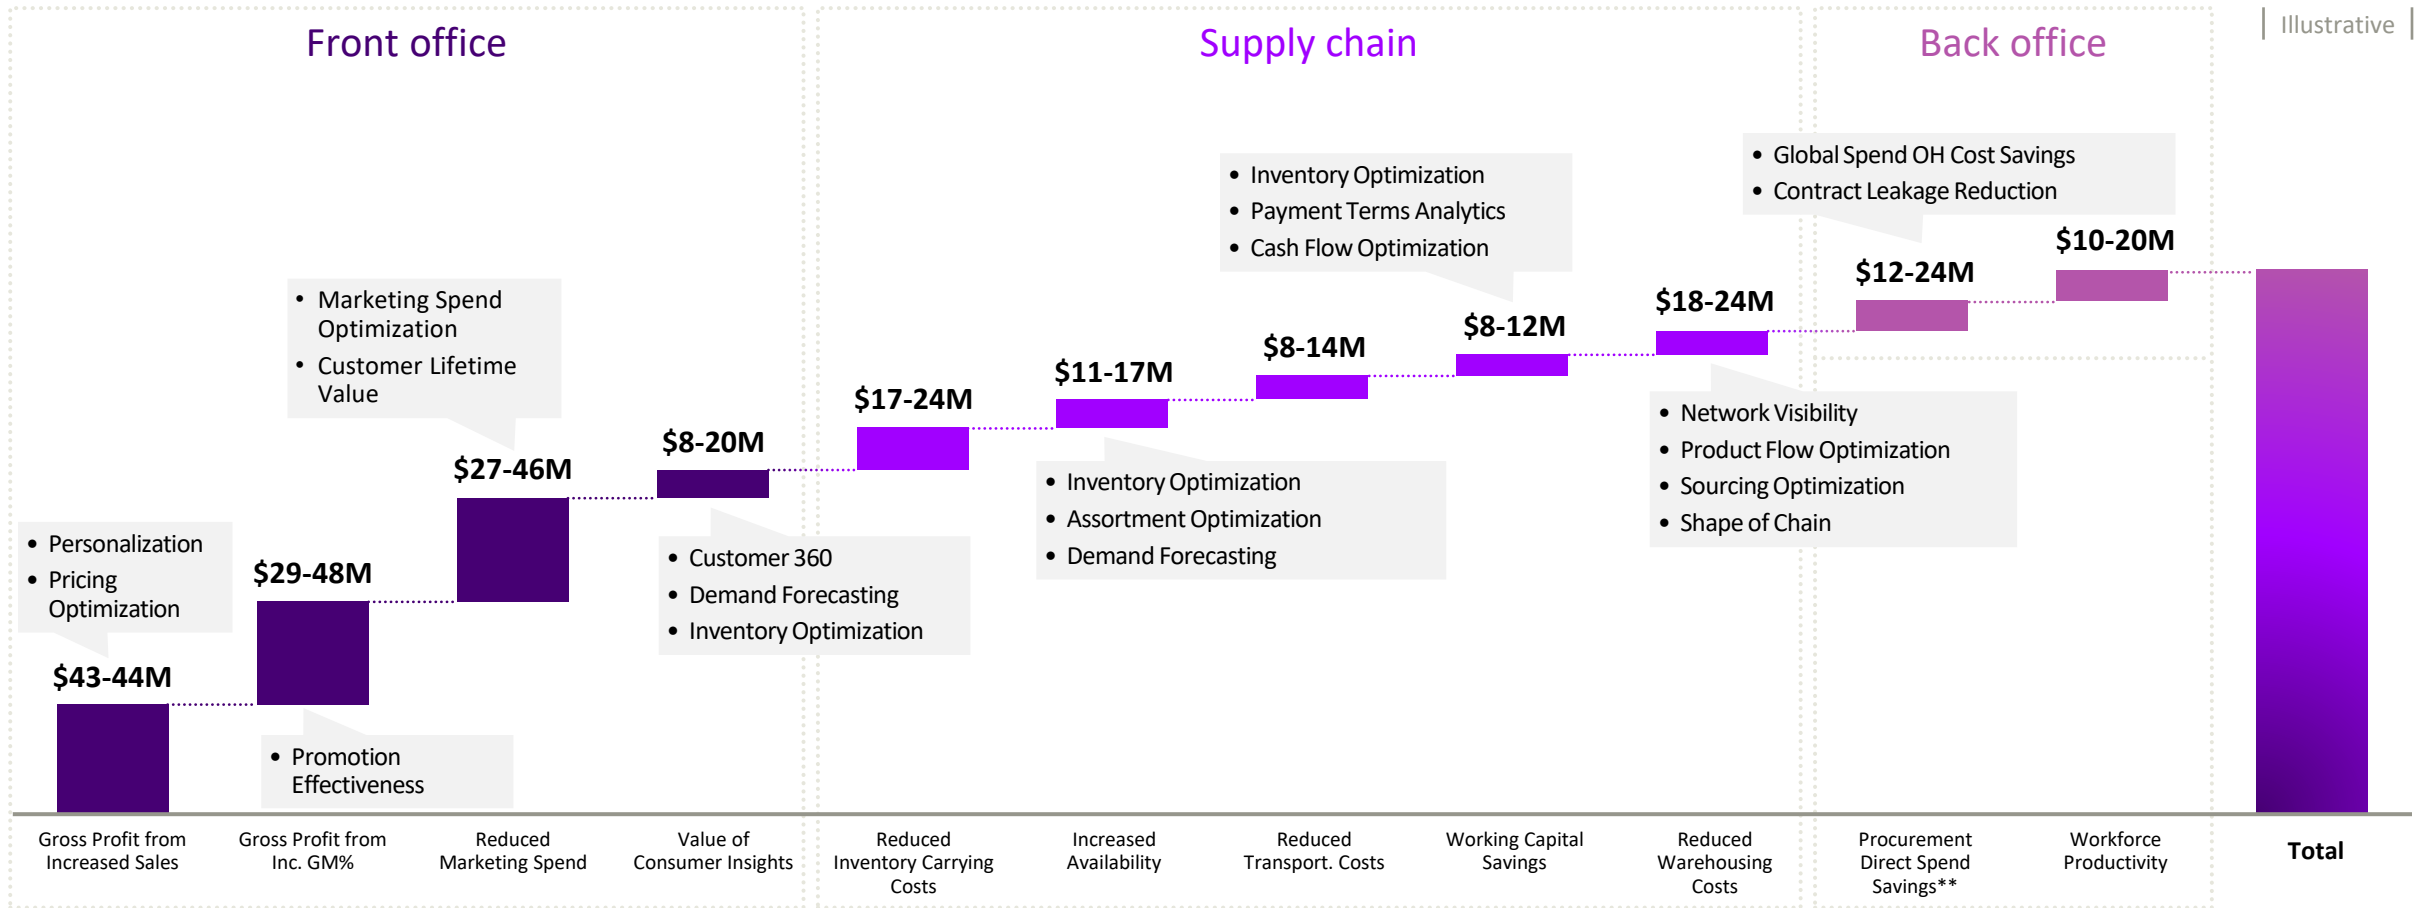 Front office
Supply chain
Back office
Illustrative
• Personalization
• Pricing
Optimization
$43-44M
$29-48M
• Promotion
Effectiveness
• Marketing Spend
Optimization
• Customer Lifetime
Value
$27-46M
$8-20M
• Customer 360
• Demand Forecasting
• Inventory Optimization
$17-24M
$11-17M
• Inventory Optimization
• Assortment Optimization
• Demand Forecasting
$8-14M
• Inventory Optimization
• Payment Terms Analytics
• Cash Flow Optimization
$8-12M
$18-24M
• Network Visibility
• Product Flow Optimization
• Sourcing Optimization
• Shape of Chain
• Global Spend OH Cost Savings
• Contract Leakage Reduction
$12-24M
$10-20M
Gross Profit from
Increased Sales
Gross Profit from
Inc. GM%
Reduced
Marketing Spend
Value of
Consumer Insights
Reduced
Inventory Carrying
Costs
Increased
Availability
Reduced
Transport. Costs
Working Capital
Savings
Reduced
Warehousing
Costs
Procurement
Direct Spend
Savings**
Workforce
Productivity
Total